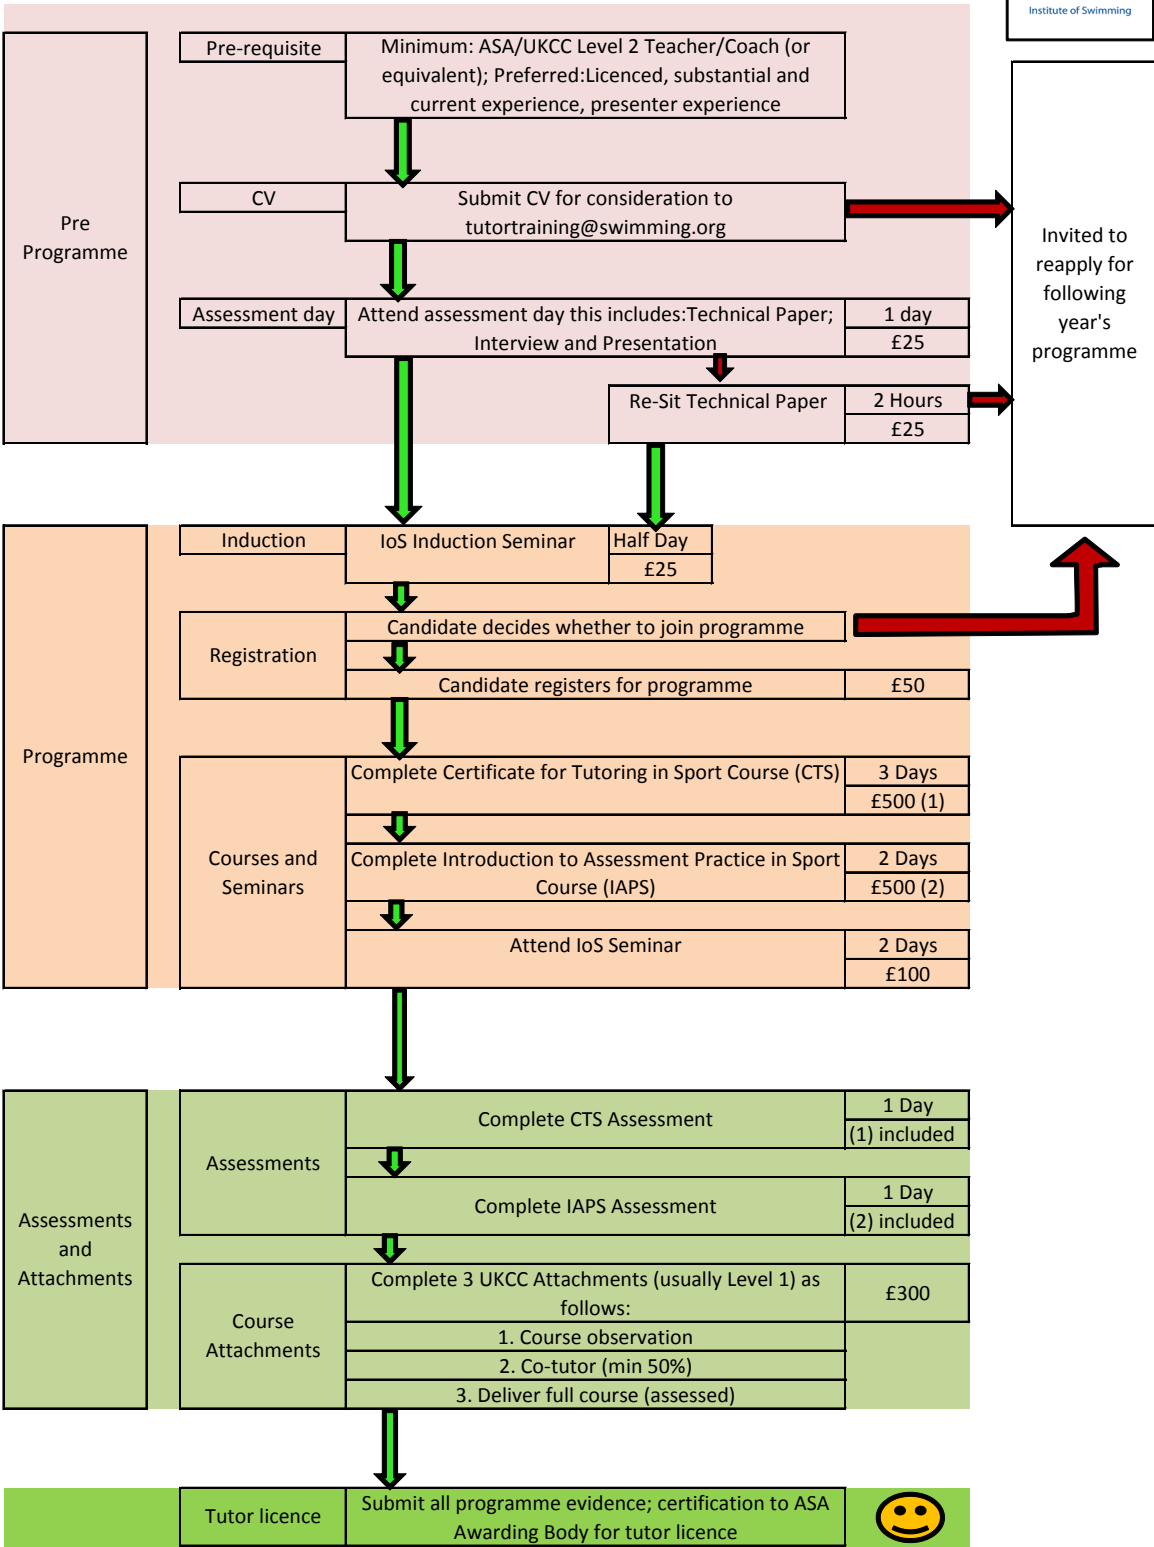 Institute of Swimming
Pre-requisite
Minimum: ASA/UKCC Level 2 Teacher/Coach (or
equivalent); Preferred:Licenced, substantial and
current experience, presenter experience
CV
Submit CV for consideration to
tutortraining@swimming.org
Pre
Programme
Invited to
reapply for
following
year's
programme
Assessment day
Attend assessment day this includes:Technical Paper;
Interview and Presentation
1 day
£25
Re-Sit Technical Paper
2 Hours
£25
Programme
Induction
IoS Induction Seminar
Half Day
£25
Registration
Candidate decides whether to join programme
Candidate registers for programme
£50
Courses and
Seminars
Complete Certificate for Tutoring in Sport Course (CTS)
3 Days
£500 (1)
Complete Introduction to Assessment Practice in Sport
Course (IAPS)
2 Days
£500 (2)
Attend IoS Seminar
2 Days
£100
Assessments
and
Attachments
Assessments
Complete CTS Assessment
1 Day
(1) included
Complete IAPS Assessment
1 Day
(2) included
Course
Attachments
Complete 3 UKCC Attachments (usually Level 1) as
follows:
£300
1. Course observation
2. Co-tutor (min 50%)
3. Deliver full course (assessed)
Tutor licence
Submit all programme evidence; certification to ASA
Awarding Body for tutor licence